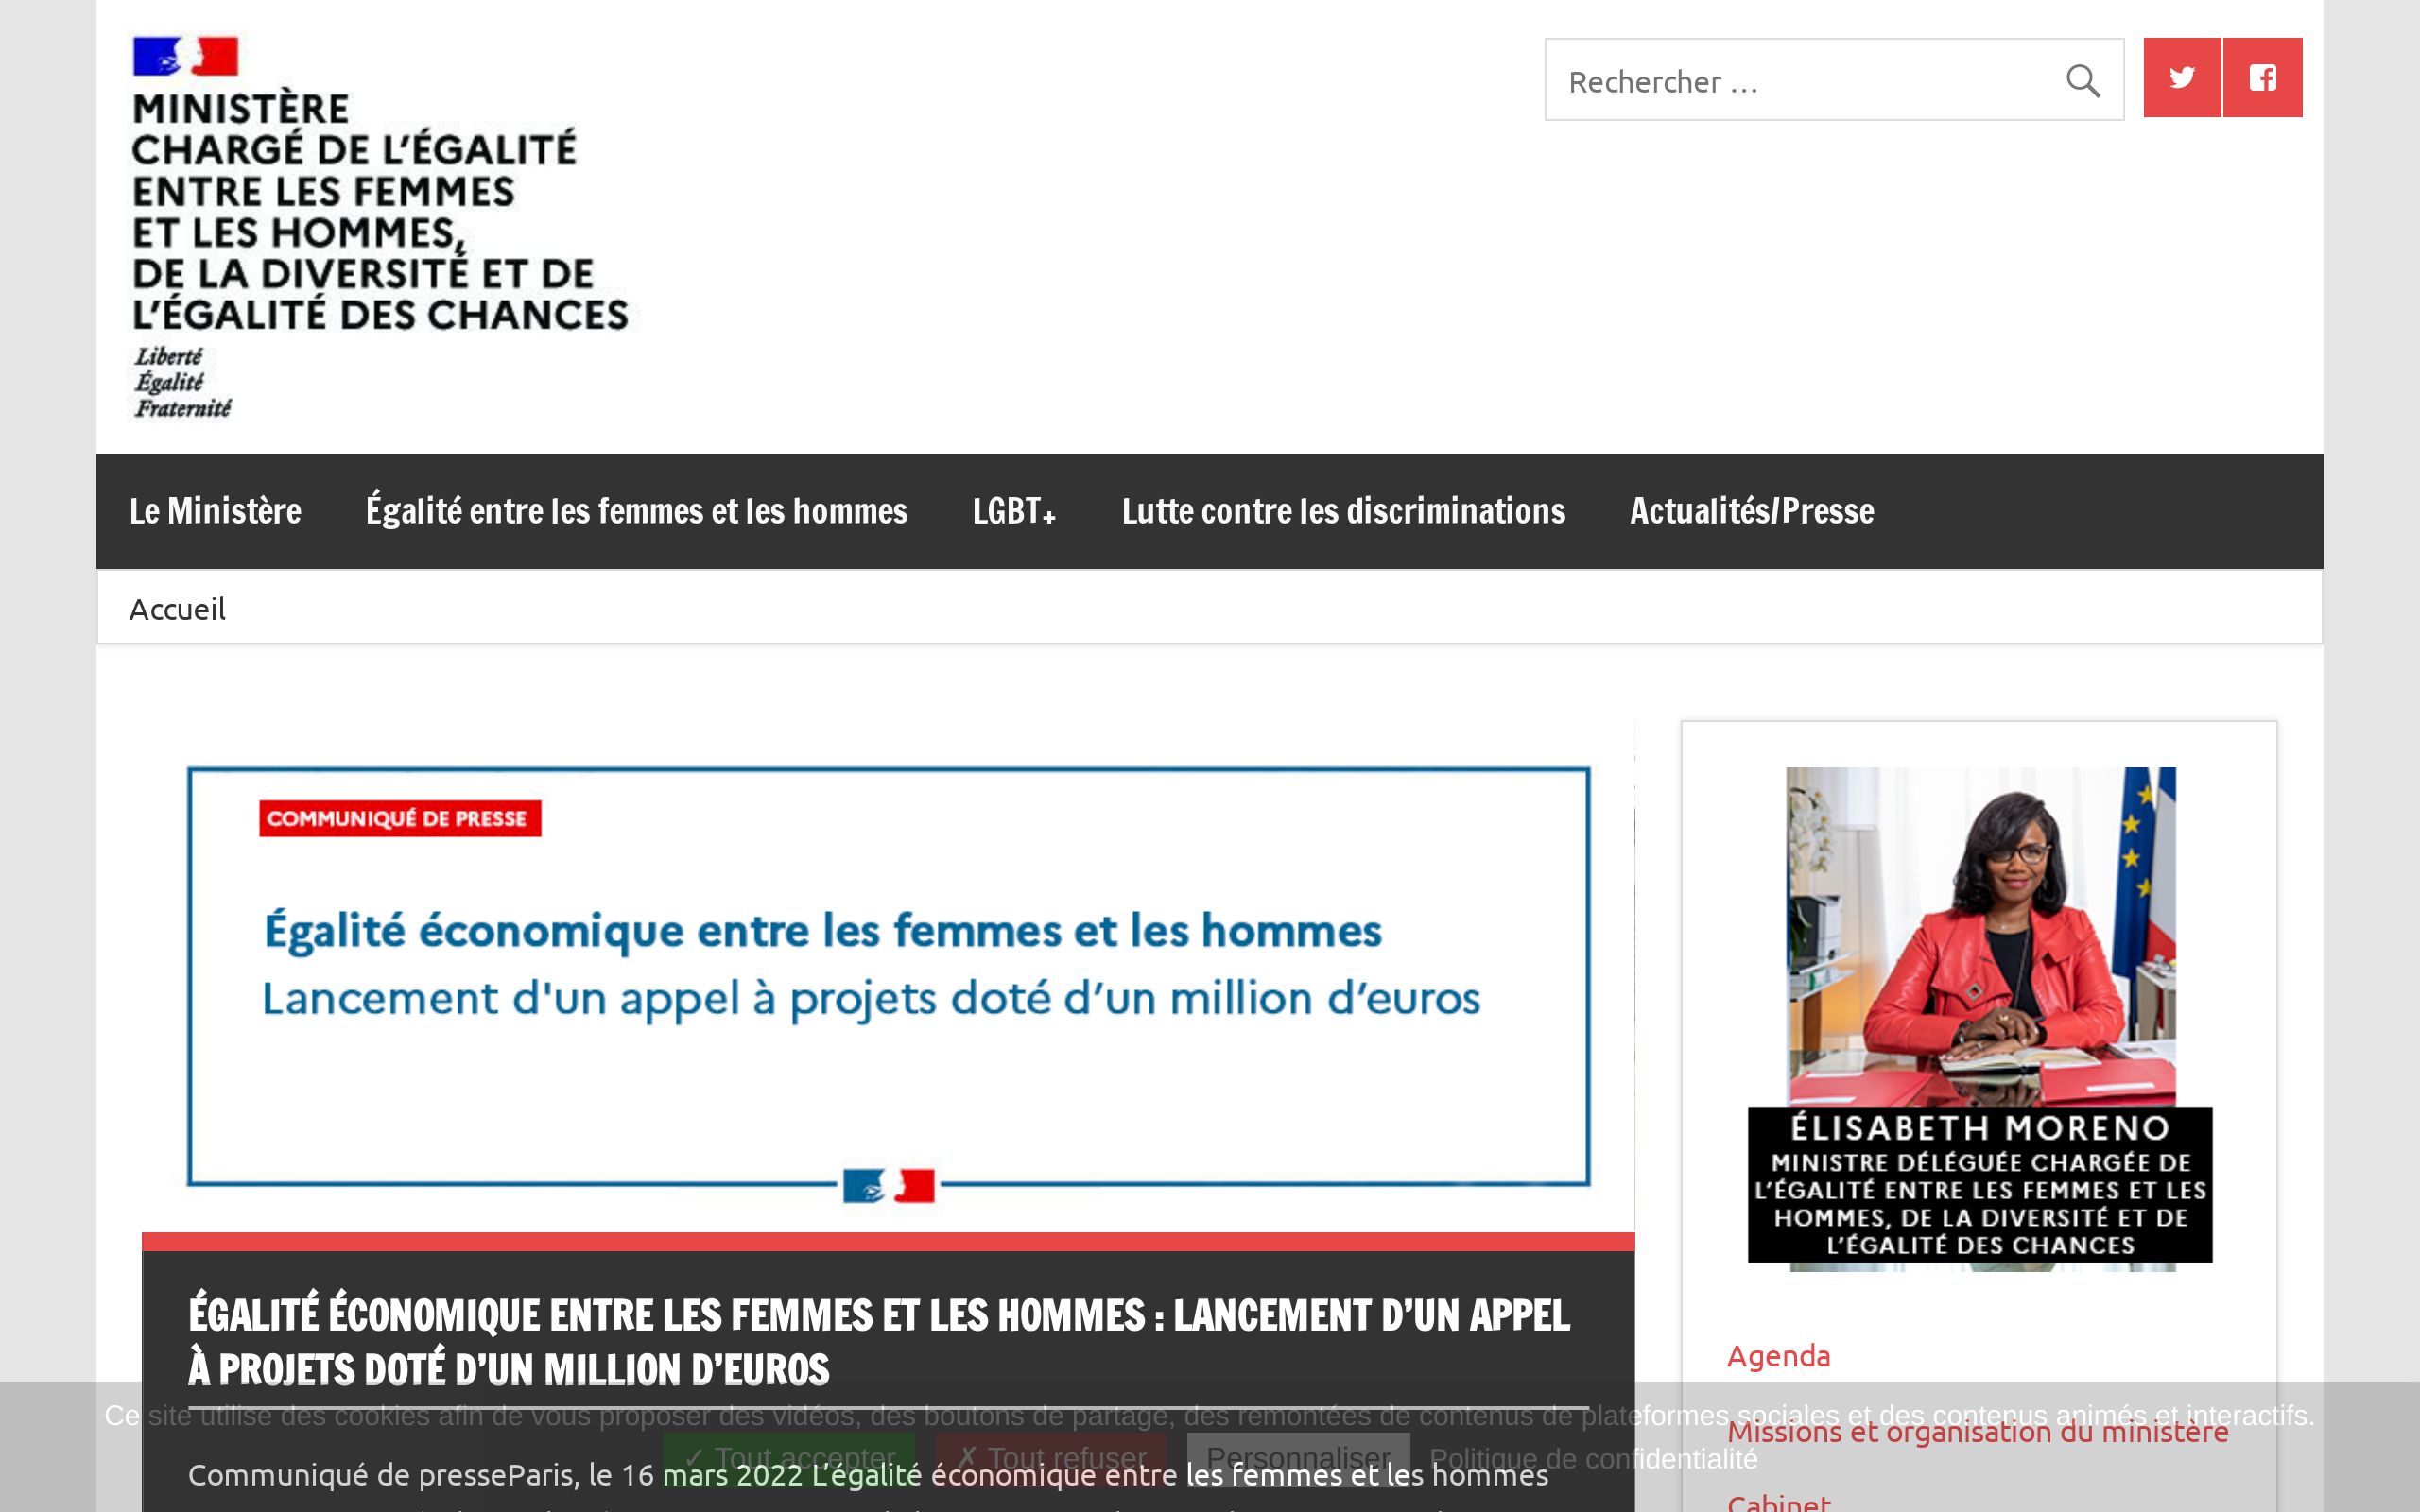 MINISTÈRE
CHARGÉ DE L'ÉGALITÉ
ENTRE LES FEMMES
ET LES HOMMES,
DE LA DIVERSITÉ ET DE
L'ÉGALITÉ DES CHANCES
Liberté
Égalité
Fraternité
Rechercher …
Le Ministère
Égalité entre les femmes et les hommes
LGBT+
Lutte contre les discriminations
Actualités/Presse
Accueil
COMMUNIQUÉ DE PRESSE
Égalité économique entre les femmes et les hommes
Lancement d'un appel à projets doté d'un million d'euros
ÉGALITÉ ÉCONOMIQUE ENTRE LES FEMMES ET LES HOMMES : LANCEMENT D'UN APPEL
À PROJETS DOTÉ D'UN MILLION D'EUROS
Communiqué de presseParis, le 16 mars 2022 L'égalité économique entre les femmes et les hommes
ÉLISABETH MORENO
MINISTRE DÉLÉGUÉE CHARGÉE DE
L'ÉGALITÉ ENTRE LES FEMMES ET LES
HOMMES, DE LA DIVERSITÉ ET DE
L'ÉGALITÉ DES CHANCES
Agenda
Missions et organisation du ministère
Cabinet
Ce site utilise des cookies afin de vous proposer des vidéos, des boutons de partage, des remontées de contenus de plateformes sociales et des contenus animés et interactifs.
✓ Tout accepter
✗ Tout refuser
Personnaliser
Politique de confidentialité